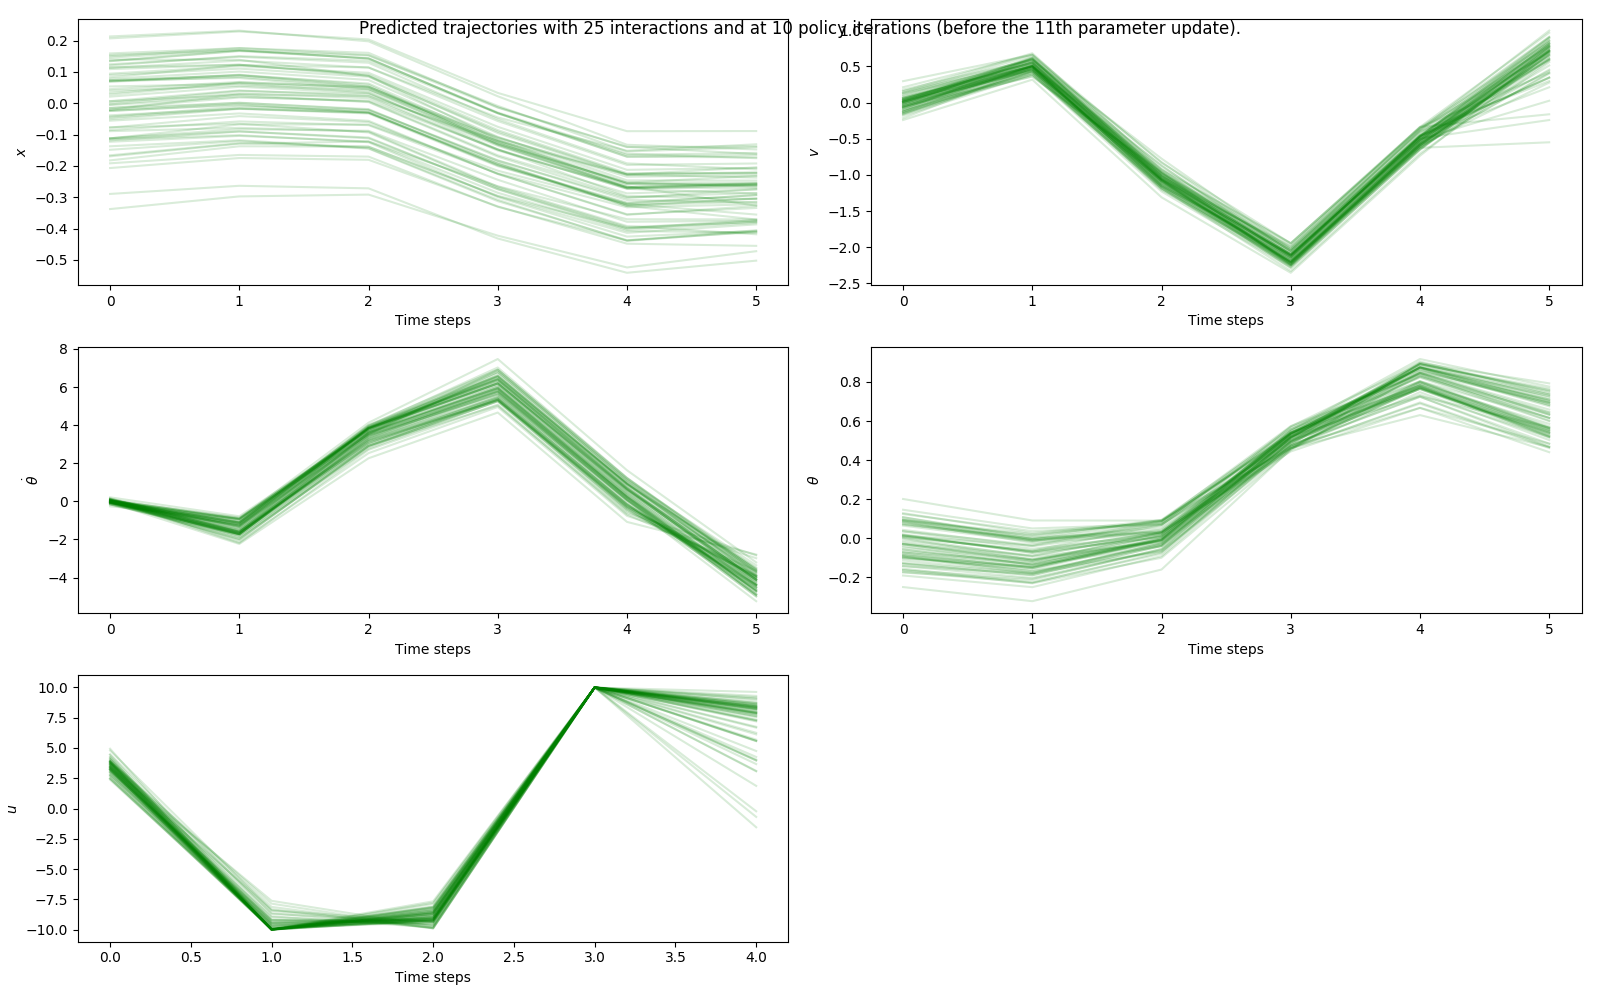 Predicted trajectories with 25 interactions and at 10 policy iterations (before the 11th parameter update).
0.2
0.1
0.0
−0.1
−0.2
−0.3
−0.4
−0.5
x
0 1 2 3 4 5
Time steps
1.0
0.5
0.0
−0.5
−1.0
−1.5
−2.0
−2.5
v
0 1 2 3 4 5
Time steps
8
6
4
2
0
−2
−4
θ̇
0 1 2 3 4 5
Time steps
0.8
0.6
0.4
0.2
0.0
−0.2
θ
0 1 2 3 4 5
Time steps
10.0
7.5
5.0
2.5
0.0
−2.5
−5.0
−7.5
−10.0
u
0.0 0.5 1.0 1.5 2.0 2.5 3.0 3.5 4.0
Time steps